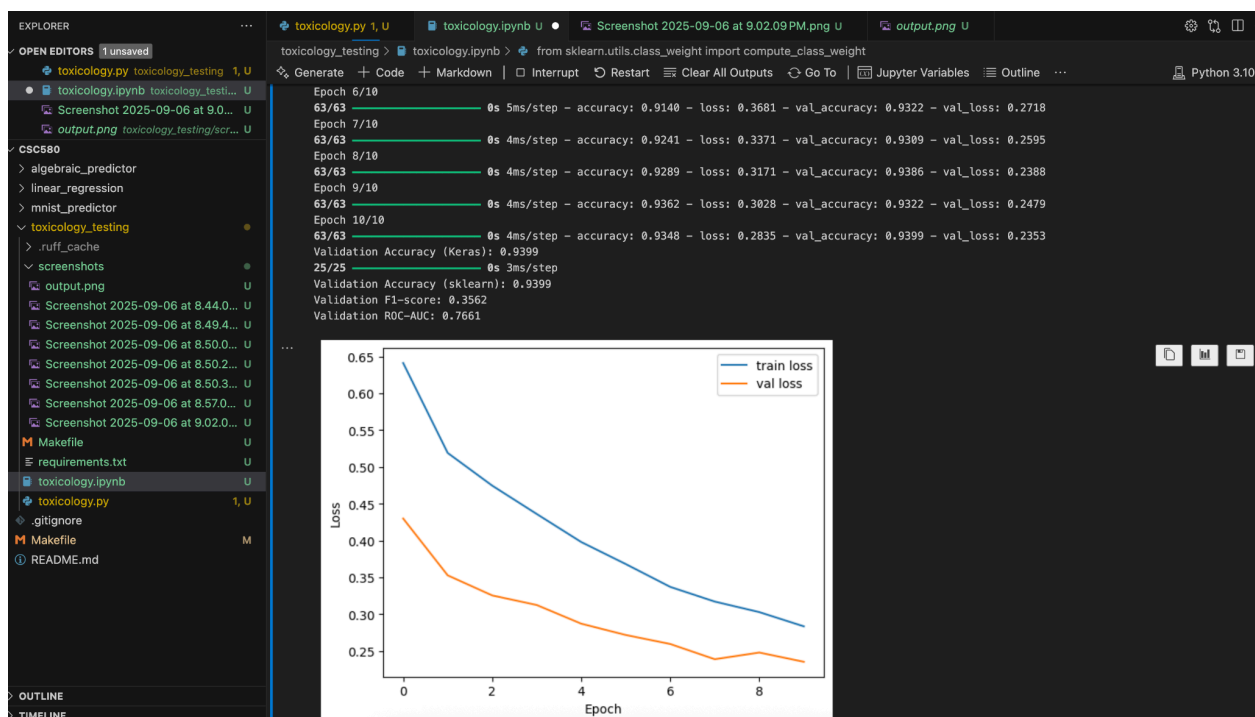 EXPLORER
OPEN EDITORS 1 unsaved
toxicology.py toxicology_testing 1, U
toxicology.ipynb toxicology_testi... U
Screenshot 2025-09-06 at 9.0... U
output.png toxicology_testing/scr... U
CSC580
algebraic_predictor
linear_regression
mnist_predictor
toxicology_testing
.ruff_cache
screenshots
output.png U
Screenshot 2025-09-06 at 8.44.0... U
Screenshot 2025-09-06 at 8.49.4... U
Screenshot 2025-09-06 at 8.50.0... U
Screenshot 2025-09-06 at 8.50.2... U
Screenshot 2025-09-06 at 8.50.3... U
Screenshot 2025-09-06 at 8.57.0... U
Screenshot 2025-09-06 at 9.02.0... U
Makefile U
requirements.txt U
toxicology.ipynb U
toxicology.py 1, U
.gitignore
Makefile M
README.md
OUTLINE
TIMELINE
toxicology.py 1, U toxicology.ipynb U Screenshot 2025-09-06 at 9.02.09 PM.png U output.png U
toxicology_testing > toxicology.ipynb > from sklearn.utils.class_weight import compute_class_weight
Generate + Code + Markdown | Interrupt Restart Clear All Outputs Go To | Jupyter Variables Outline ... Python 3.10
Epoch 6/10
63/63 0s 5ms/step - accuracy: 0.9140 - loss: 0.3681 - val_accuracy: 0.9322 - val_loss: 0.2718
Epoch 7/10
63/63 0s 4ms/step - accuracy: 0.9241 - loss: 0.3371 - val_accuracy: 0.9309 - val_loss: 0.2595
Epoch 8/10
63/63 0s 4ms/step - accuracy: 0.9289 - loss: 0.3171 - val_accuracy: 0.9386 - val_loss: 0.2388
Epoch 9/10
63/63 0s 4ms/step - accuracy: 0.9362 - loss: 0.3028 - val_accuracy: 0.9322 - val_loss: 0.2479
Epoch 10/10
63/63 0s 4ms/step - accuracy: 0.9348 - loss: 0.2835 - val_accuracy: 0.9399 - val_loss: 0.2353
Validation Accuracy (Keras): 0.9399
25/25 0s 3ms/step
Validation Accuracy (sklearn): 0.9399
Validation F1-score: 0.3562
Validation ROC-AUC: 0.7661
train loss
val loss
0.65
0.60
0.55
0.50
0.45
0.40
0.35
0.30
0.25
Loss
0 2 4 6 8
Epoch